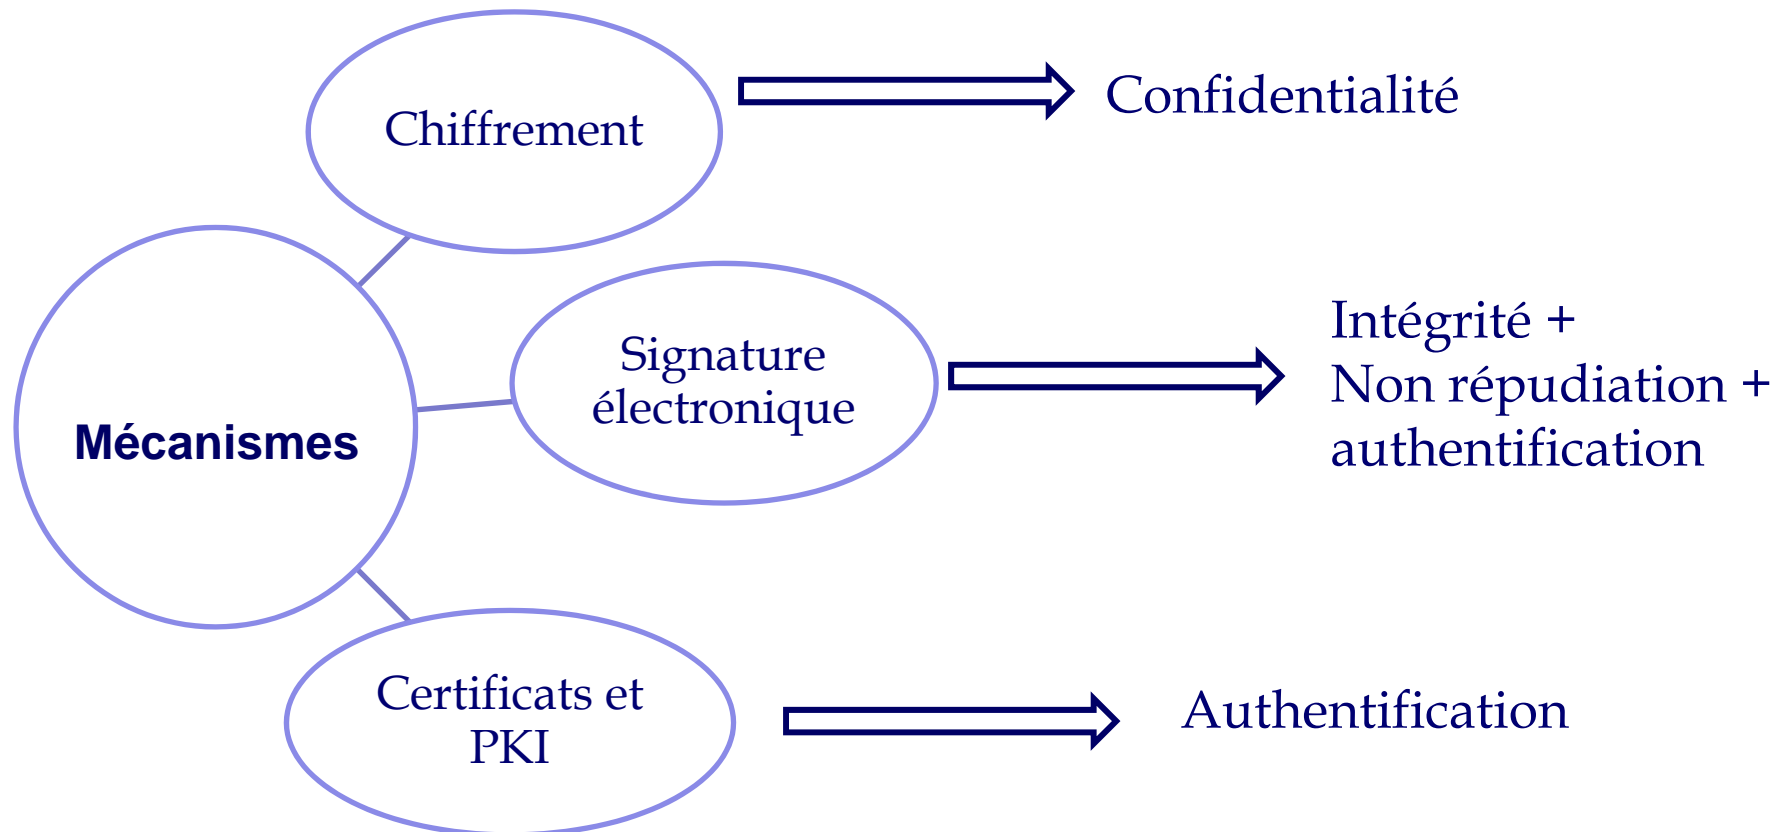 Chiffrement
Confidentialité
Mécanismes
Signature
électronique
Intégrité +
Non répudiation +
authentification
Certificats et
PKI
Authentification